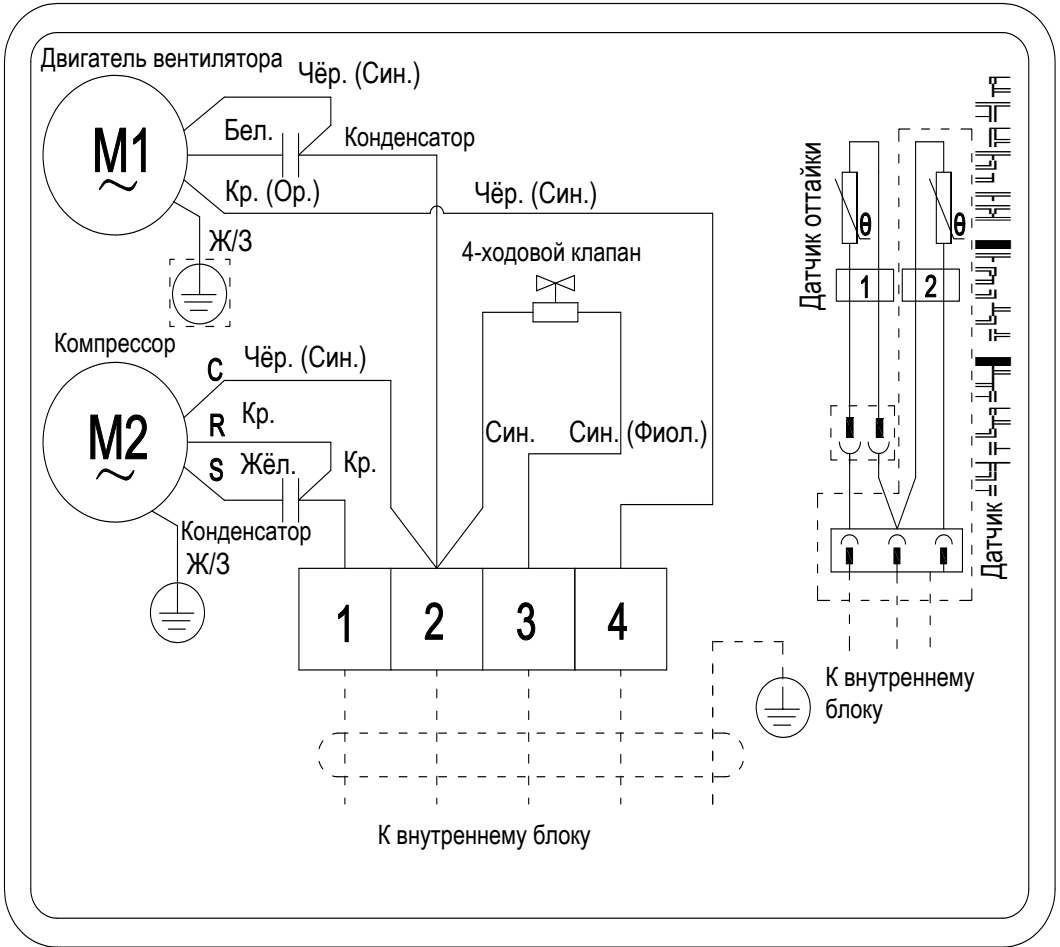 Двигатель вентилятора
Чёр. (Син.)
M1
~
Бел.
Конденсатор
Кр. (Ор.)
Чёр. (Син.)
Ж/З
4-ходовой клапан
Компрессор
C
Чёр. (Син.)
M2
~
R
Кр.
S
Жёл.
Кр.
Син.
Син. (Фиол.)
Конденсатор
Ж/З
1
2
3
4
К внутреннему блоку
Датчик оттайки
θ
θ
1
2
Датчик
К внутреннему
блоку